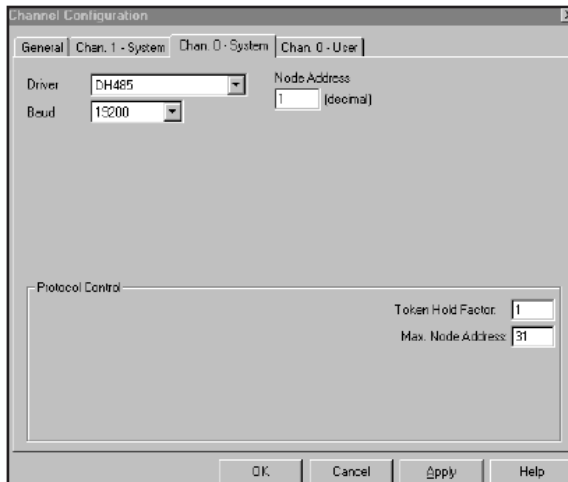 Channel Configuration
General Chan. 1 - System Chan. 0 - System Chan. 0 - User
Driver DH485 Node Address
Baud 19200 1 (decimal)
Protocol Control
Token Hold Factor: 1
Max. Node Address: 31
OK Cancel Apply Help